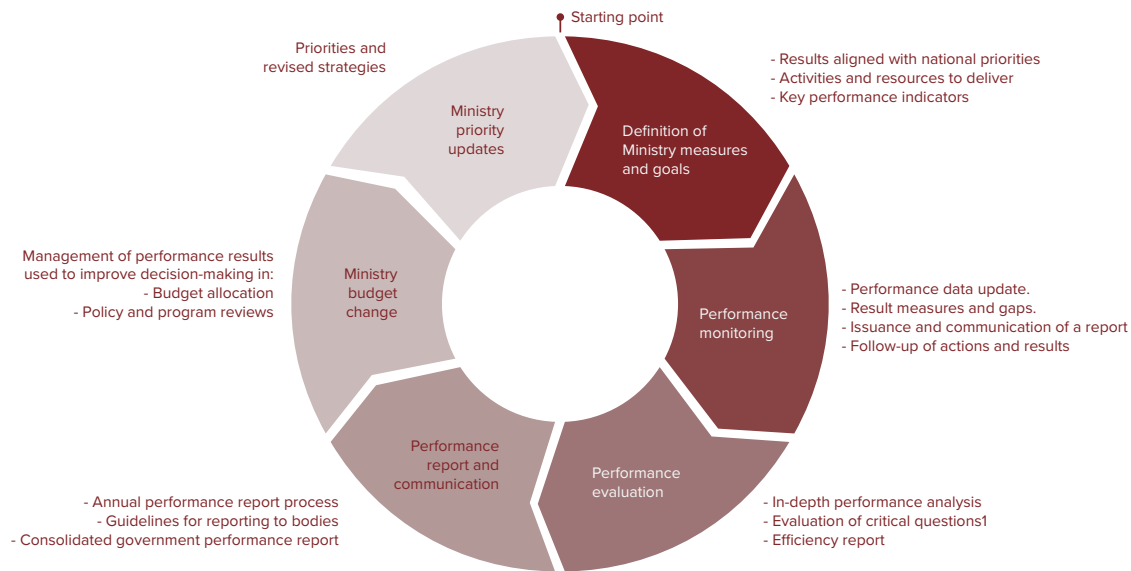 Starting point
Definition of
Ministry measures
and goals
- Results aligned with national priorities
- Activities and resources to deliver
- Key performance indicators
Performance
monitoring
- Performance data update.
- Result measures and gaps.
- Issuance and communication of a report
- Follow-up of actions and results
Performance
evaluation
- In-depth performance analysis
- Evaluation of critical questions1
- Efficiency report
Performance
report and
communication
- Annual performance report process
- Guidelines for reporting to bodies
- Consolidated government performance report
Ministry
budget
change
Management of performance results
used to improve decision-making in:
- Budget allocation
- Policy and program reviews
Ministry
priority
updates
Priorities and
revised strategies